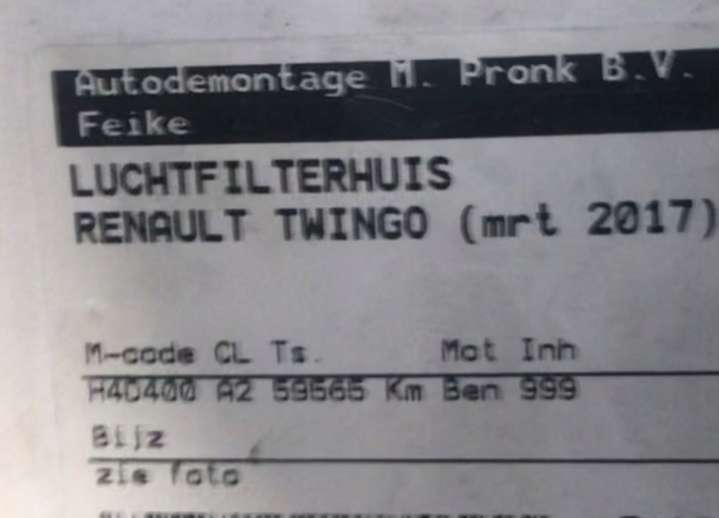 Autodemontage M. Pronk B.V.
Feike
LUCHTFILTERHUIS
RENAULT TWINGO (mrt 2017)
M-code CL Ts. Mot Inh
H4D400 A2 59565 Km Ben 999
Bijz
zie foto